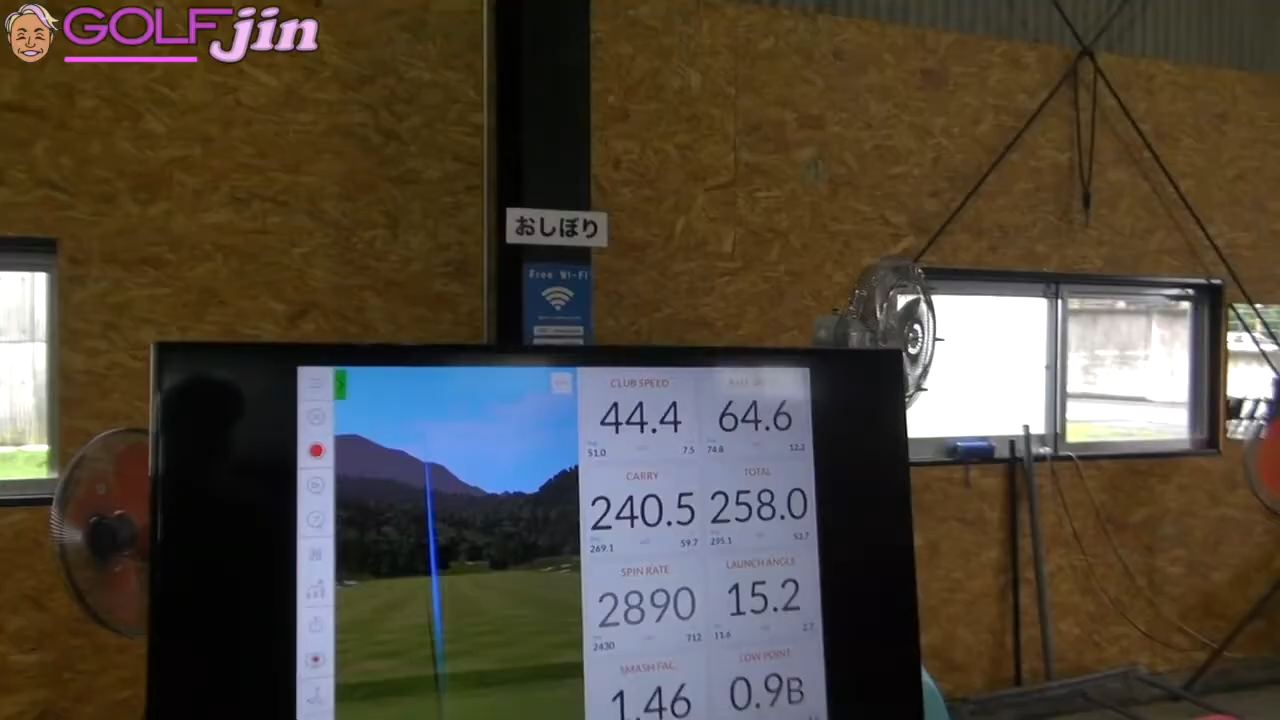 GOLFjin
おしぼり
Free Wi-Fi
CLUB SPEED
44.4 64.6
51.0 7.5 74.8 12.2
CARRY TOTAL
240.5 258.0
269.1 59.7 295.1 53.7
SPIN RATE LAUNCH ANGLE
2890 15.2
2430 712 11.6 2.7
SMASH FAC. LOW POINT
1.46 0.9B